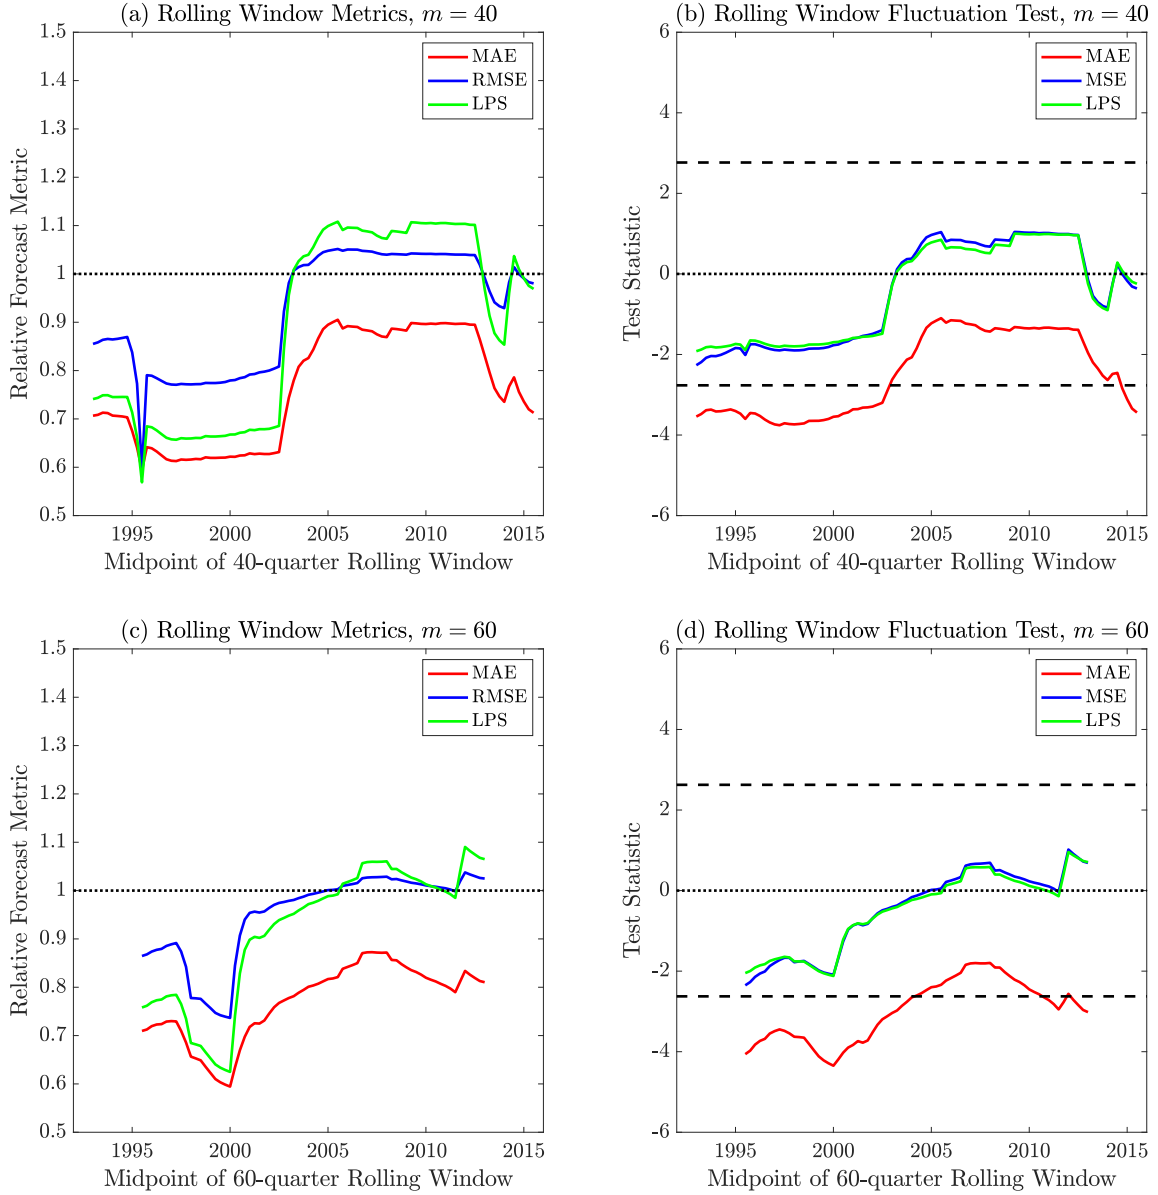 (a) Rolling Window Metrics, m = 40
1.5
1.4
1.3
1.2
1.1
1
0.9
0.8
0.7
0.6
0.5
Relative Forecast Metric
MAE
RMSE
LPS
1995 2000 2005 2010 2015
Midpoint of 40-quarter Rolling Window
(b) Rolling Window Fluctuation Test, m = 40
6
4
2
0
-2
-4
-6
Test Statistic
MAE
MSE
LPS
1995 2000 2005 2010 2015
Midpoint of 40-quarter Rolling Window
(c) Rolling Window Metrics, m = 60
1.5
1.4
1.3
1.2
1.1
1
0.9
0.8
0.7
0.6
0.5
Relative Forecast Metric
MAE
RMSE
LPS
1995 2000 2005 2010 2015
Midpoint of 60-quarter Rolling Window
(d) Rolling Window Fluctuation Test, m = 60
6
4
2
0
-2
-4
-6
Test Statistic
MAE
MSE
LPS
1995 2000 2005 2010 2015
Midpoint of 60-quarter Rolling Window